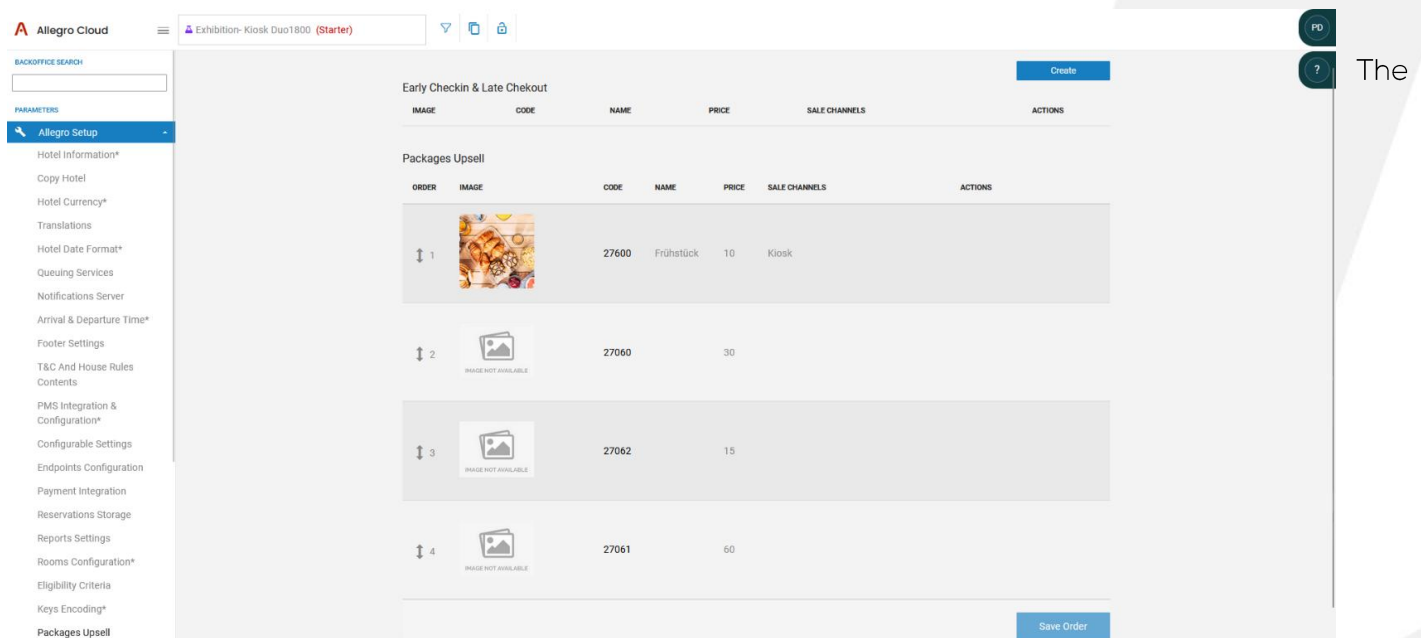 Allegro Cloud
Exhibition- Kiosk Duo1800 (Starter)
PD
BACKOFFICE SEARCH
PARAMETERS
Allegro Setup
Hotel Information*
Copy Hotel
Hotel Currency*
Translations
Hotel Date Format*
Queuing Services
Notifications Server
Arrival & Departure Time*
Footer Settings
T&C And House Rules
Contents
PMS Integration &
Configuration*
Configurable Settings
Endpoints Configuration
Payment Integration
Reservations Storage
Reports Settings
Rooms Configuration*
Eligibility Criteria
Keys Encoding*
Packages Upsell
Create
Early Checkin & Late Chekout
IMAGE CODE NAME PRICE SALE CHANNELS ACTIONS
Packages Upsell
ORDER IMAGE CODE NAME PRICE SALE CHANNELS ACTIONS
1 27600 Frühstück 10 Kiosk
2 IMAGE NOT AVAILABLE 27060 30
3 IMAGE NOT AVAILABLE 27062 15
4 IMAGE NOT AVAILABLE 27061 60
Save Order
?
The